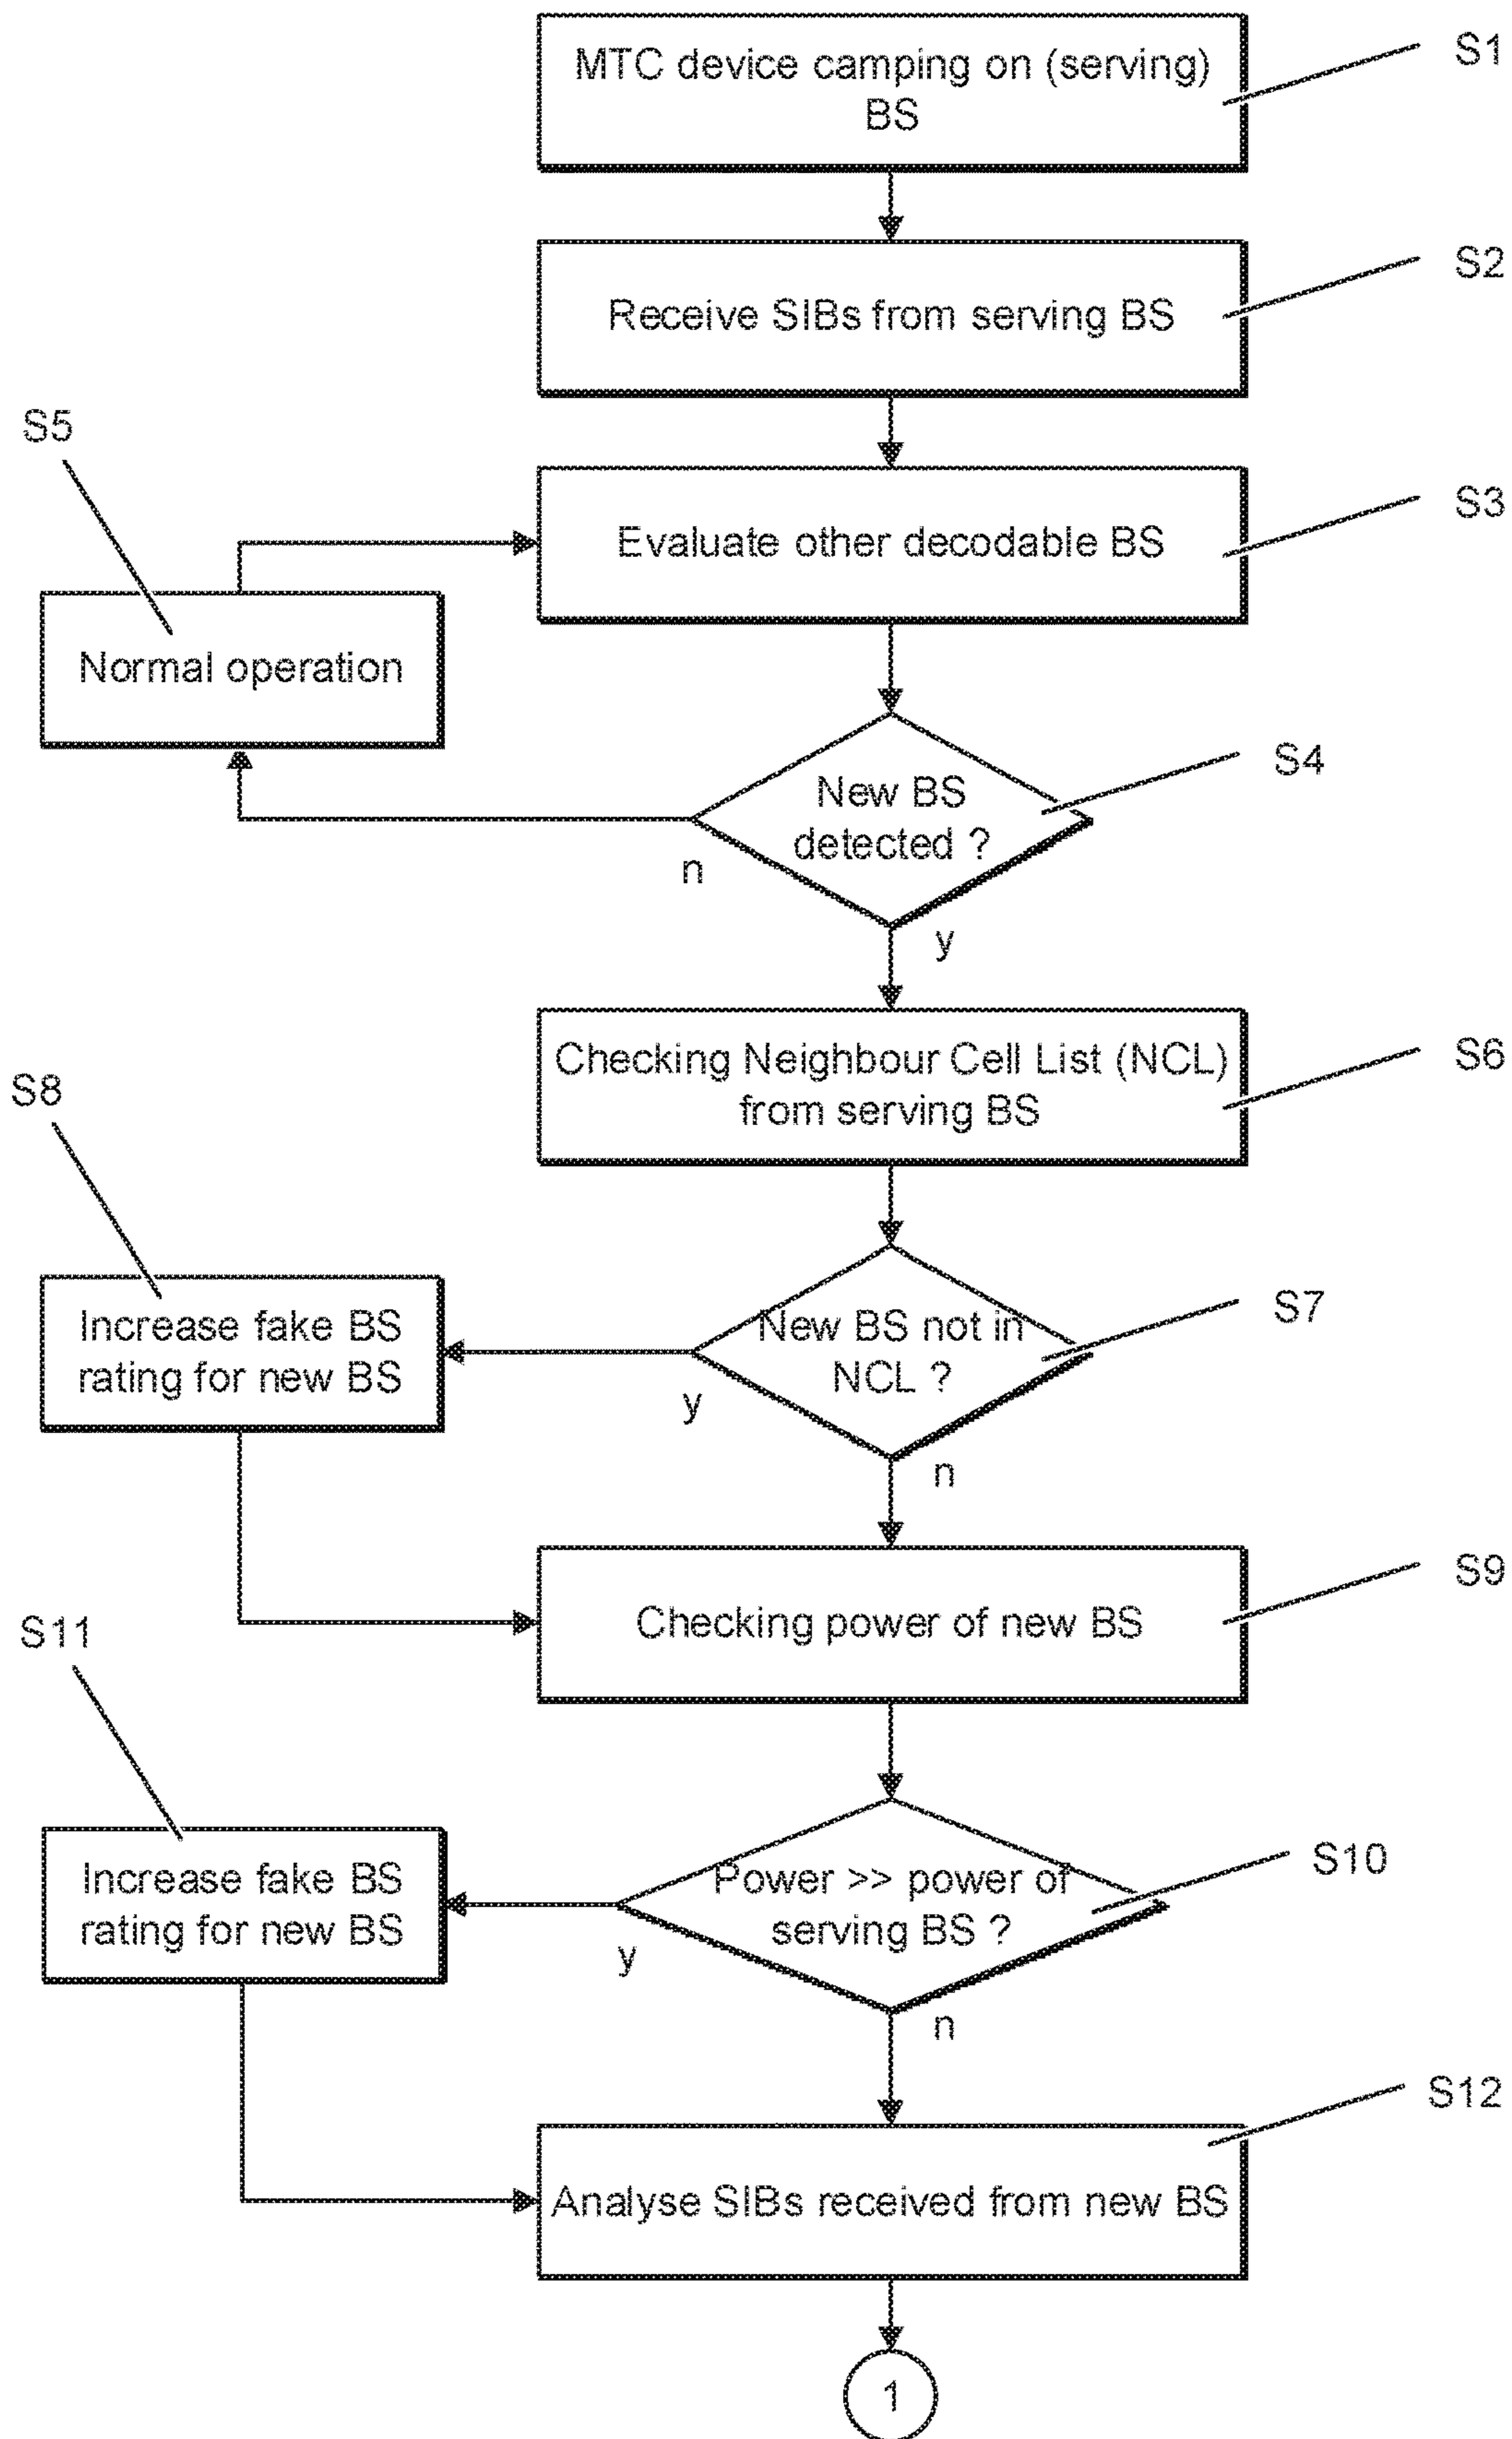 MTC device camping on (serving)
BS
S1
Receive SIBs from serving BS
S2
S5
Evaluate other decodable BS
S3
Normal operation
New BS
detected ?
S4
n
y
Checking Neighbour Cell List (NCL)
from serving BS
S6
S8
New BS not in
NCL ?
S7
Increase fake BS
rating for new BS
y
n
Checking power of new BS
S9
S11
Power >> power of
serving BS ?
S10
Increase fake BS
rating for new BS
y
n
S12
Analyse SIBs received from new BS
1